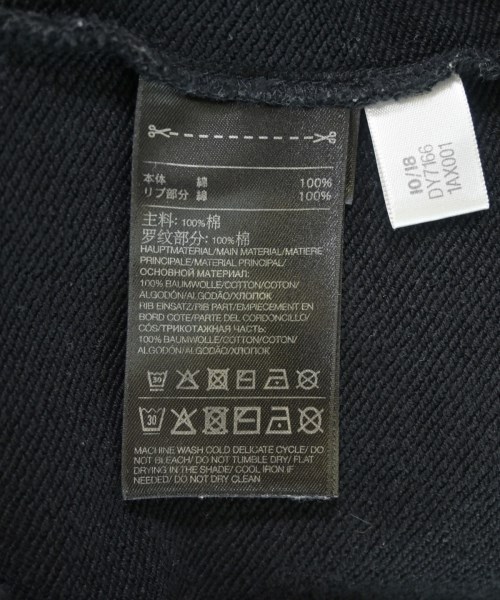 本体 綿 100%
リブ部分 綿 100%
主料: 100%棉
罗纹部分: 100%棉
HAUPTMATERIAL/MAIN MATERIAL/MATIERE
PRINCIPALE/MATERIAL PRINCIPAL/
ОСНОВНОЙ МАТЕРИАЛ:
100% BAUMWOLLE/COTTON/COTON/
ALGODÓN/ALGODÃO/ХЛОПОК
RIB EINSATZ/RIB PART/EMPIECEMENT EN
BORD COTE/PARTE DEL CORDONCILLO/
CÓS/ТРИКОТАЖНАЯ ЧАСТЬ:
100% BAUMWOLLE/COTTON/COTON/
ALGODÓN/ALGODÃO/ХЛОПОК
30
30
MACHINE WASH COLD DELICATE CYCLE/ DO
NOT BLEACH/ DO NOT TUMBLE DRY/ FLAT
DRYING IN THE SHADE/ COOL IRON IF
NEEDED/ DO NOT DRY CLEAN
10/18
DY7166
1AX001